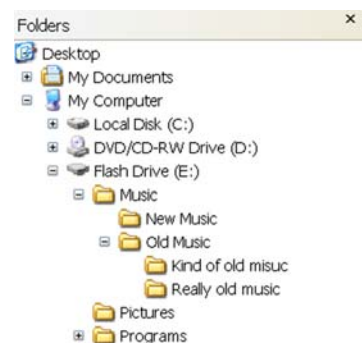 Folders
Desktop
My Documents
My Computer
Local Disk (C:)
DVD/CD-RW Drive (D:)
Flash Drive (E:)
Music
New Music
Old Music
Kind of old misuc
Really old music
Pictures
Programs